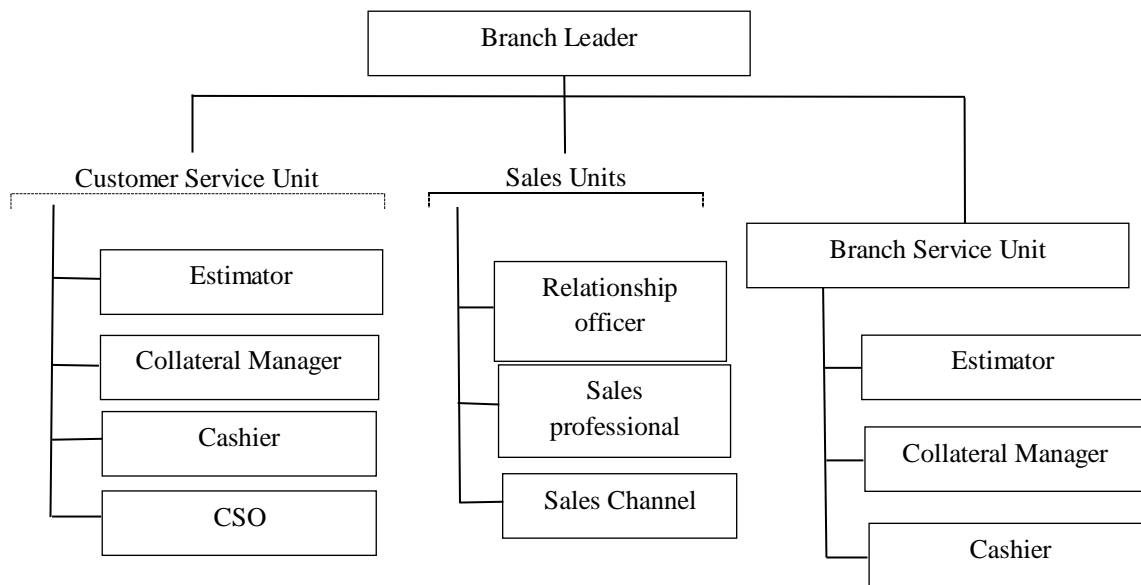 Branch Leader
Customer Service Unit
Estimator
Collateral Manager
Cashier
CSO
Sales Units
Relationship
officer
Sales
professional
Sales Channel
Branch Service Unit
Estimator
Collateral Manager
Cashier